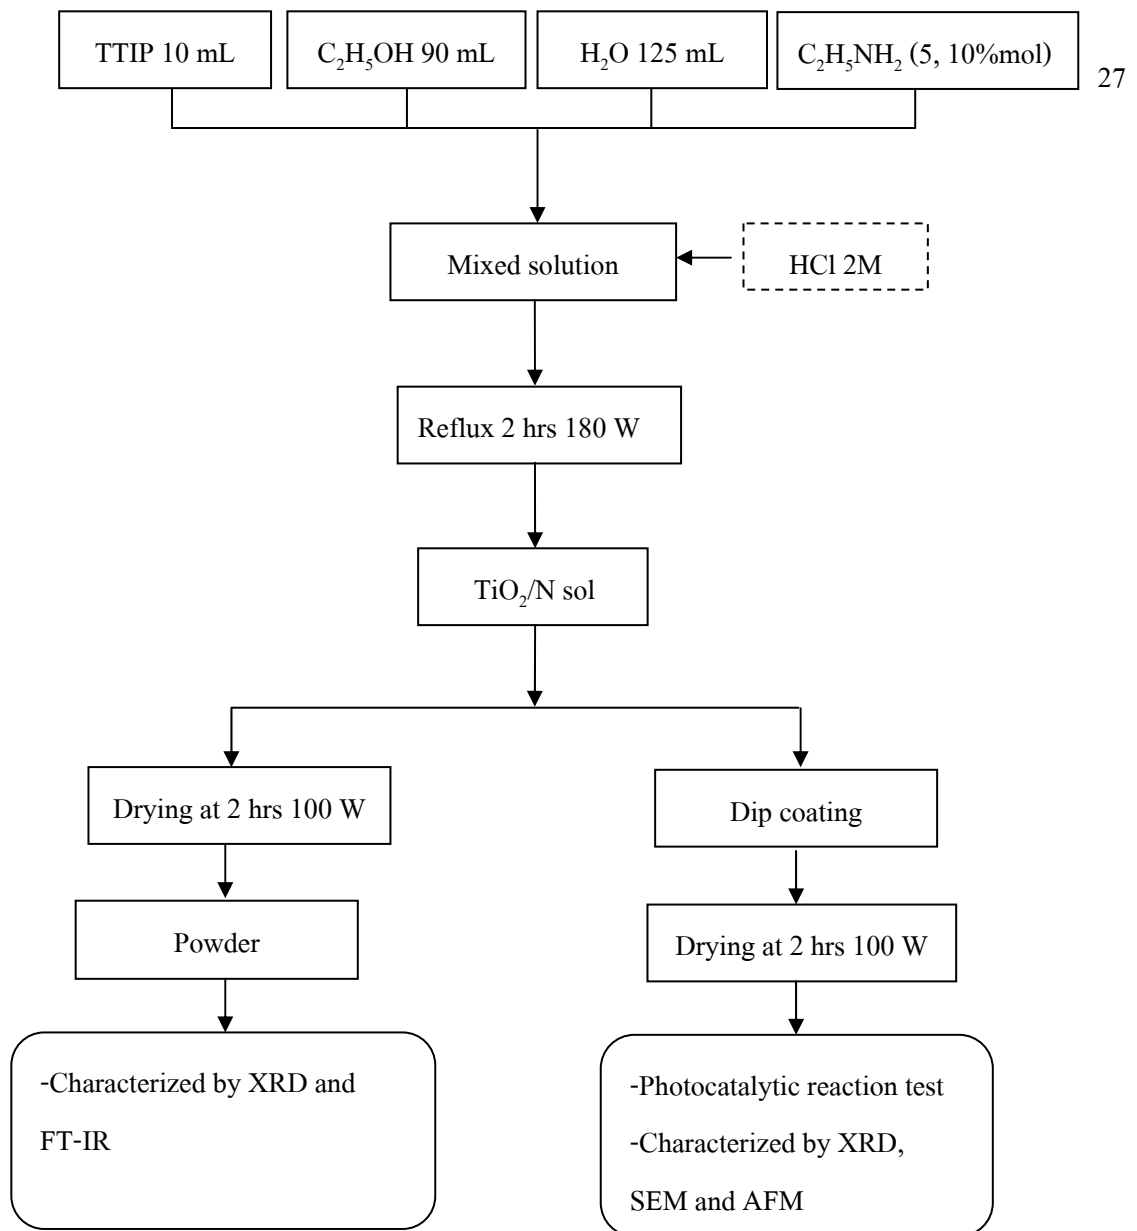 TTIP 10 mL
C₂H₅OH 90 mL
H₂O 125 mL
C₂H₅NH₂ (5, 10%mol)
27
Mixed solution
HCl 2M
Reflux 2 hrs 180 W
TiO₂/N sol
Drying at 2 hrs 100 W
Dip coating
Powder
Drying at 2 hrs 100 W
-Characterized by XRD and
FT-IR
-Photocatalytic reaction test
-Characterized by XRD,
SEM and AFM